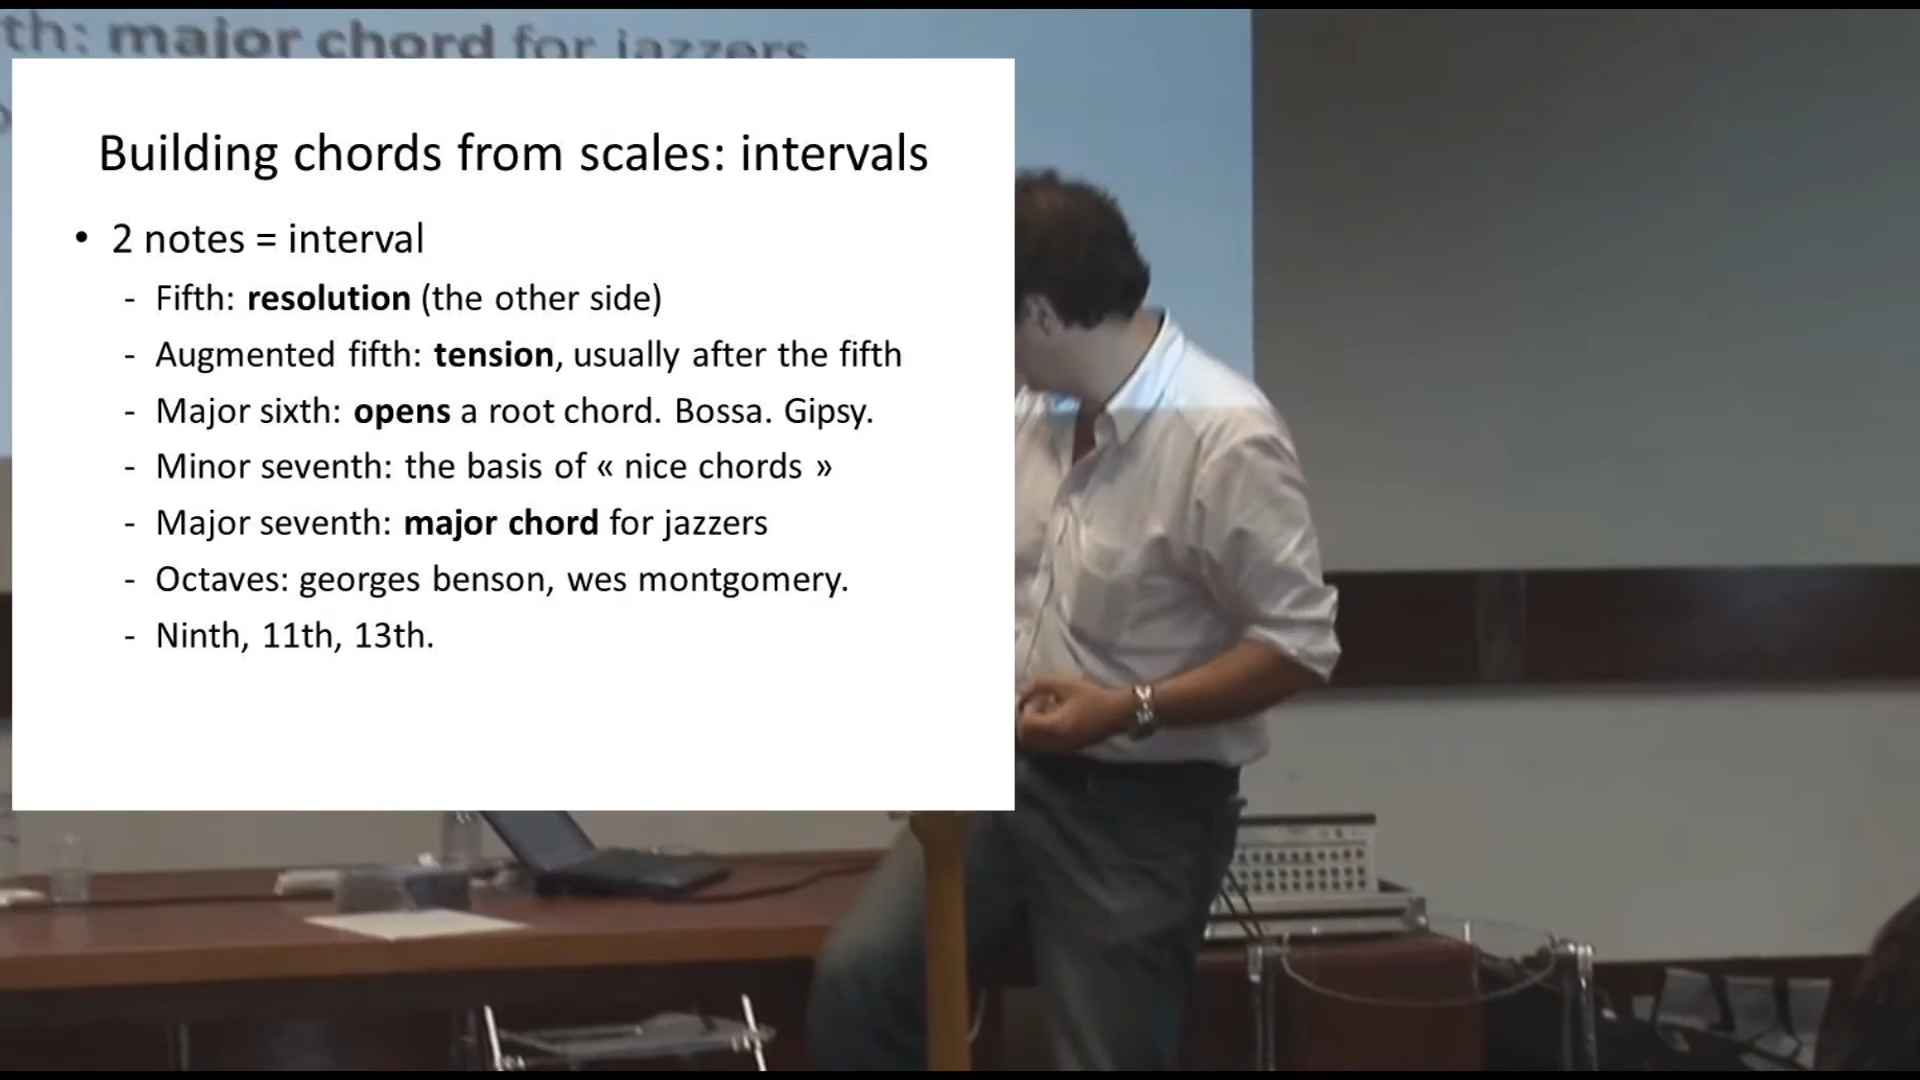 th: major chord for jazzers
Building chords from scales: intervals
• 2 notes = interval
- Fifth: resolution (the other side)
- Augmented fifth: tension, usually after the fifth
- Major sixth: opens a root chord. Bossa. Gipsy.
- Minor seventh: the basis of « nice chords »
- Major seventh: major chord for jazzers
- Octaves: georges benson, wes montgomery.
- Ninth, 11th, 13th.